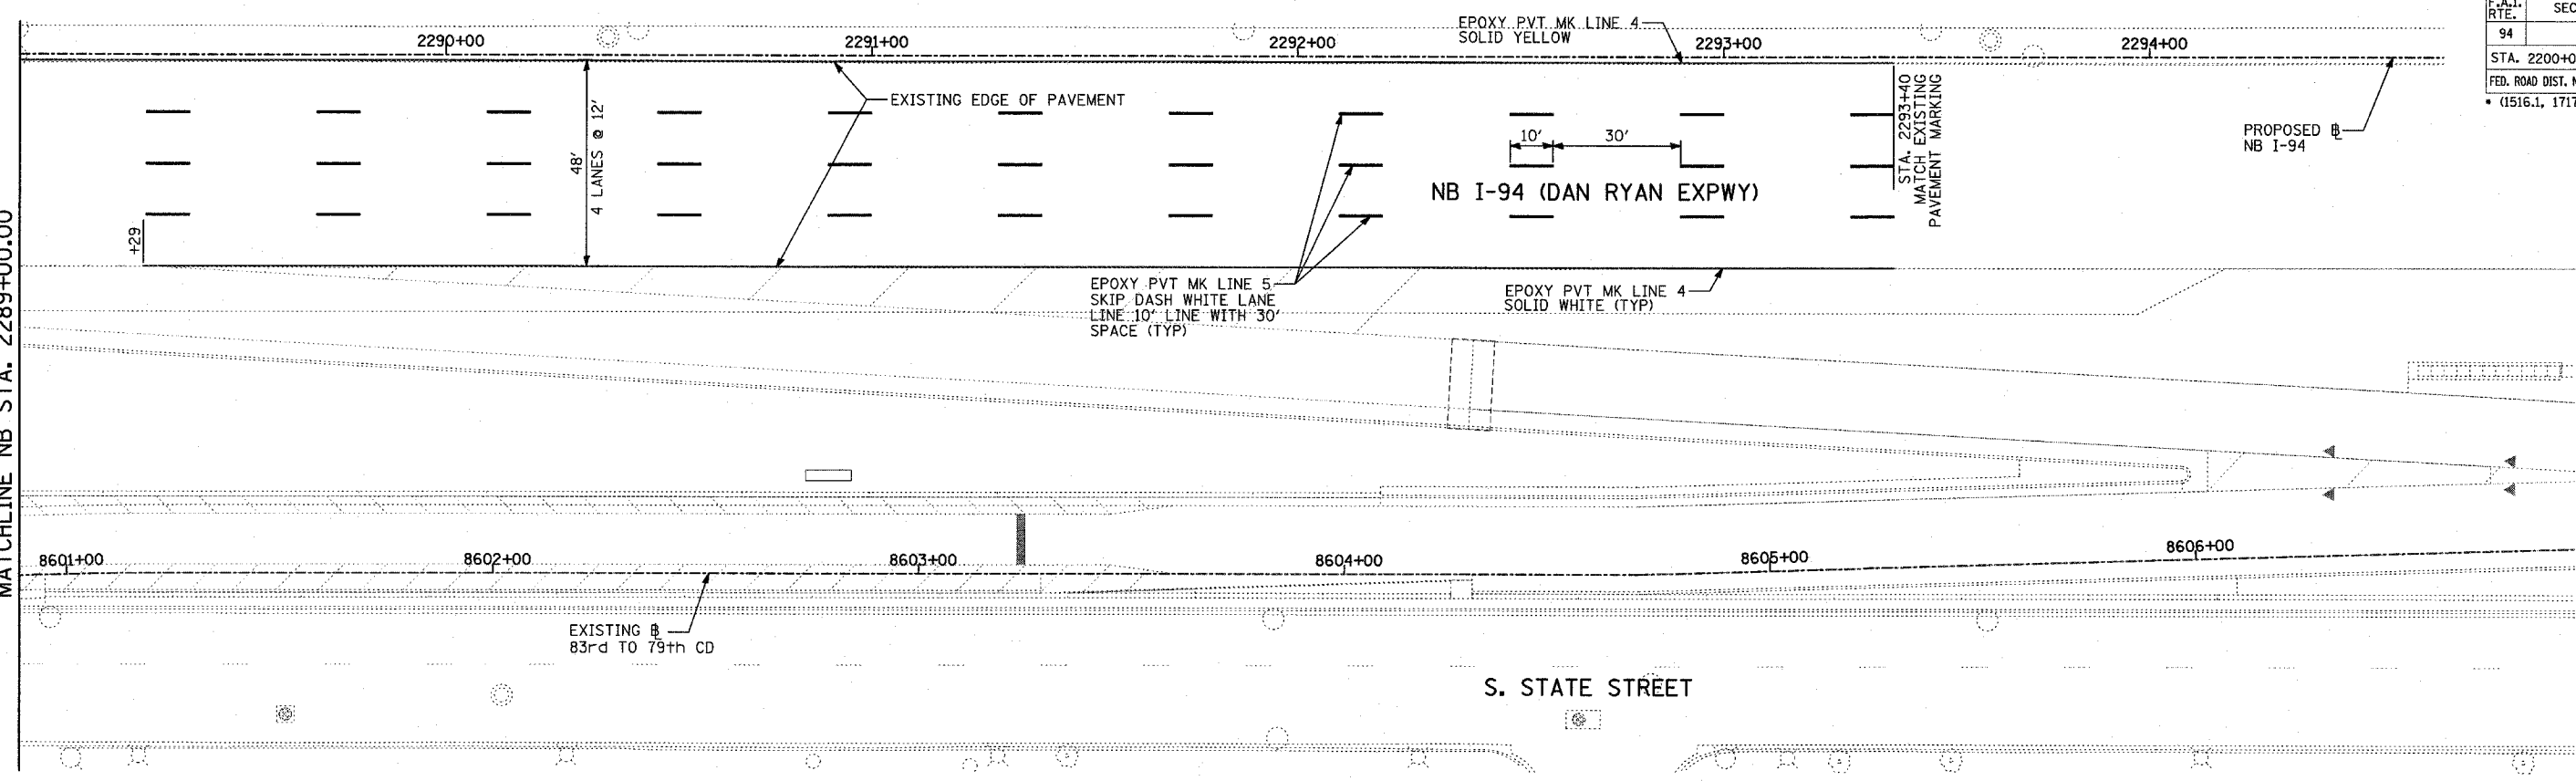 EPOXY PVT MK LINE 4
SOLID YELLOW
2290+00
2291+00
2292+00
2293+00
2294+00
F.A.I.
RTE.
SEC
94
STA. 2200+0
FED. ROAD DIST. N
* (1516.1, 1717
EXISTING EDGE OF PAVEMENT
48'
4 LANES @ 12'
10'
30'
STA. 2293+40
MATCH EXISTING
PAVEMENT MARKING
PROPOSED ℄
NB I-94
NB I-94 (DAN RYAN EXPWY)
+29
MATCHLINE NB STA. 2289+00.00
EPOXY PVT MK LINE 5
SKIP DASH WHITE LANE
LINE 10' LINE WITH 30'
SPACE (TYP)
EPOXY PVT MK LINE 4
SOLID WHITE (TYP)
8601+00
8602+00
8603+00
8604+00
8605+00
8606+00
EXISTING ℄
83rd TO 79th CD
S. STATE STREET